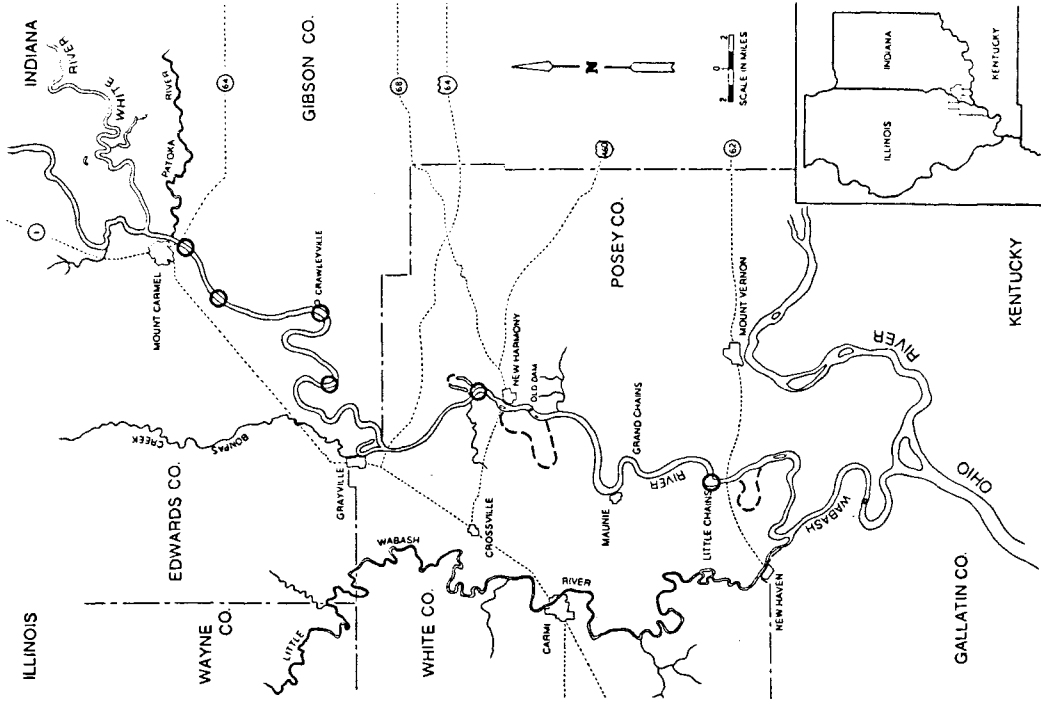 ILLINOIS
INDIANA
WHITE
RIVER
PATOKA
RIVER
1
64
MOUNT CARMEL
GIBSON CO.
EDWARDS CO.
WAYNE
CO.
BONPAS
CREEK
CRAWLEYVILLE
GRAYVILLE
68
64
LITTLE
WABASH
RIVER
WHITE CO.
CROSSVILLE
NEW HARMONY
OLD DAM
N
2 0 2
SCALE IN MILES
460
POSEY CO.
CARMI
MAUNIE
GRAND CHAINS
RIVER
LITTLE CHAINS
62
MOUNT VERNON
NEW HAVEN
WABASH
GALLATIN CO.
OHIO
RIVER
KENTUCKY
ILLINOIS
INDIANA
KENTUCKY